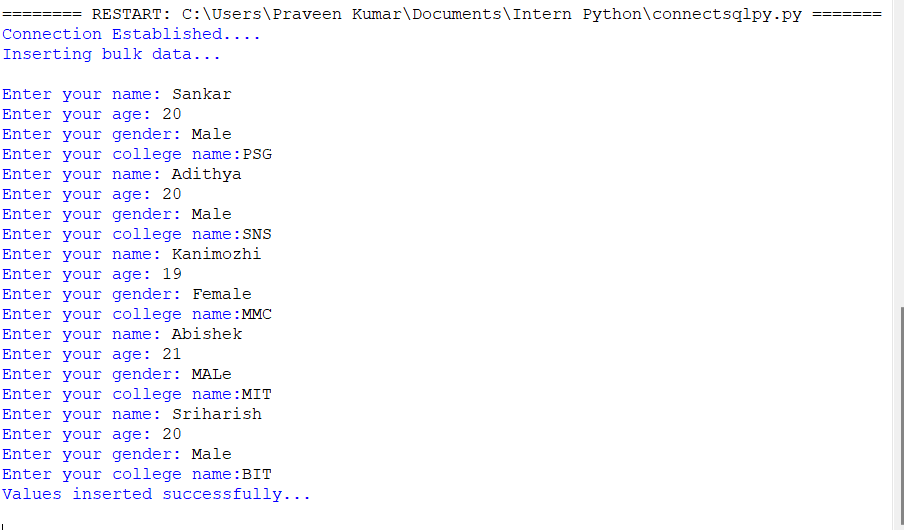 ======== RESTART: C:\Users\Praveen Kumar\Documents\Intern Python\connectsqlpy.py =======
Connection Established....
Inserting bulk data...
Enter your name: Sankar
Enter your age: 20
Enter your gender: Male
Enter your college name:PSG
Enter your name: Adithya
Enter your age: 20
Enter your gender: Male
Enter your college name:SNS
Enter your name: Kanimozhi
Enter your age: 19
Enter your gender: Female
Enter your college name:MMC
Enter your name: Abishek
Enter your age: 21
Enter your gender: MALe
Enter your college name:MIT
Enter your name: Sriharish
Enter your age: 20
Enter your gender: Male
Enter your college name:BIT
Values inserted successfully...